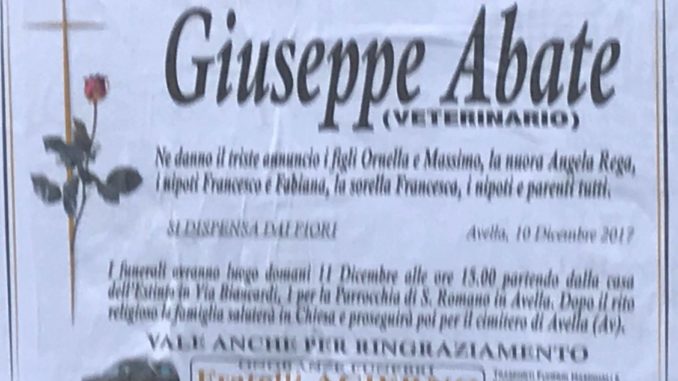 Giuseppe Abate
(VETERINARIO)
Ne danno il triste annuncio i figli Ornella e Massimo, la nuora Angela Rega,
i nipoti Francesco e Fabiana, la sorella Francesca, i nipoti e parenti tutti.
SI DISPENSA DAI FIORI
Avella, 10 Dicembre 2017
I funerali avranno luogo domani 11 Dicembre alle ore 15.00 partendo dalla casa
dell'Estinto in Via Biancardi, 1 per la Parrocchia di S. Romano in Avella. Dopo il rito
religioso la famiglia saluterà in Chiesa e proseguirà poi per il cimitero di Avella (Av).
VALE ANCHE PER RINGRAZIAMENTO
ONORANZE FUNEBRI
Fratelli